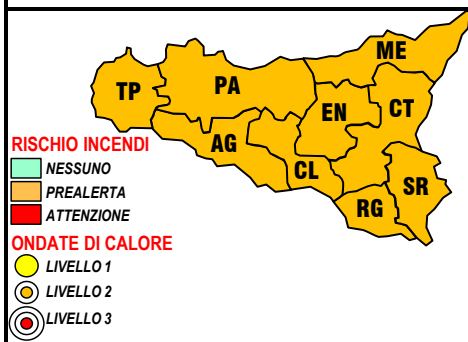 ME
PA
TP
EN
CT
AG
CL
SR
RG
RISCHIO INCENDI
NESSUNO
PREALERTA
ATTENZIONE
ONDATE DI CALORE
LIVELLO 1
LIVELLO 2
LIVELLO 3